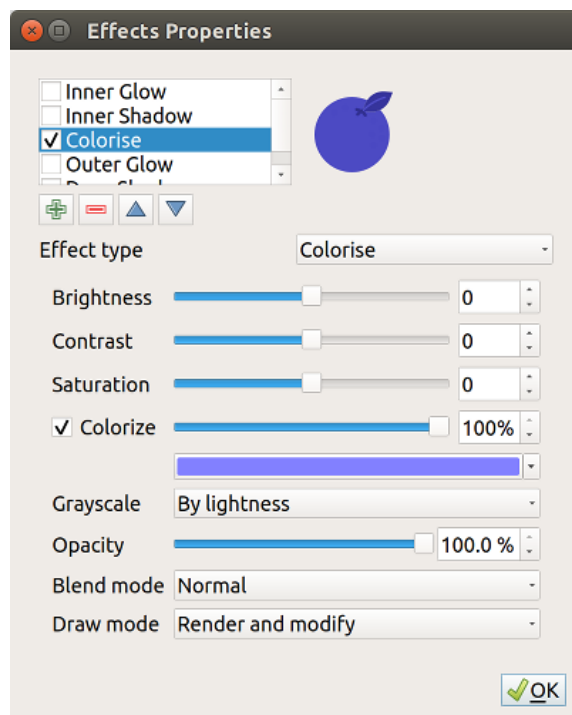 Effects Properties
Inner Glow
Inner Shadow
Colorise
Outer Glow
Effect type Colorise
Brightness 0
Contrast 0
Saturation 0
Colorize 100%
Grayscale By lightness
Opacity 100.0 %
Blend mode Normal
Draw mode Render and modify
OK